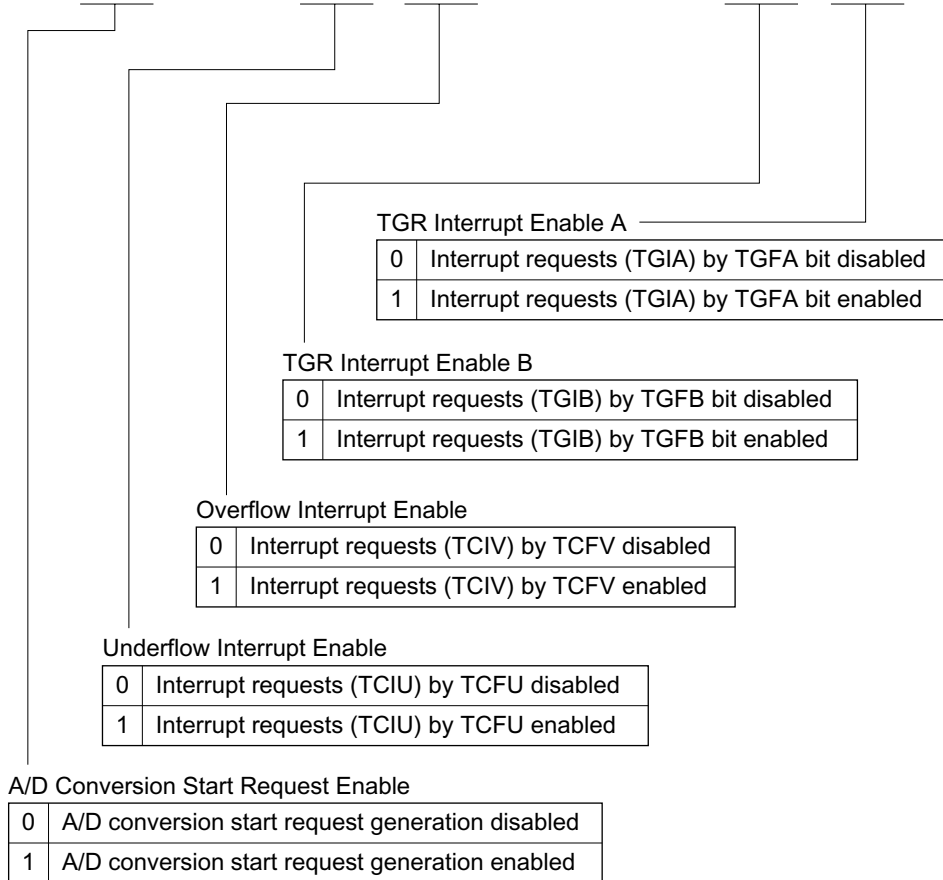 TGR Interrupt Enable A
0 Interrupt requests (TGIA) by TGFA bit disabled
1 Interrupt requests (TGIA) by TGFA bit enabled
TGR Interrupt Enable B
0 Interrupt requests (TGIB) by TGFB bit disabled
1 Interrupt requests (TGIB) by TGFB bit enabled
Overflow Interrupt Enable
0 Interrupt requests (TCIV) by TCFV disabled
1 Interrupt requests (TCIV) by TCFV enabled
Underflow Interrupt Enable
0 Interrupt requests (TCIU) by TCFU disabled
1 Interrupt requests (TCIU) by TCFU enabled
A/D Conversion Start Request Enable
0 A/D conversion start request generation disabled
1 A/D conversion start request generation enabled